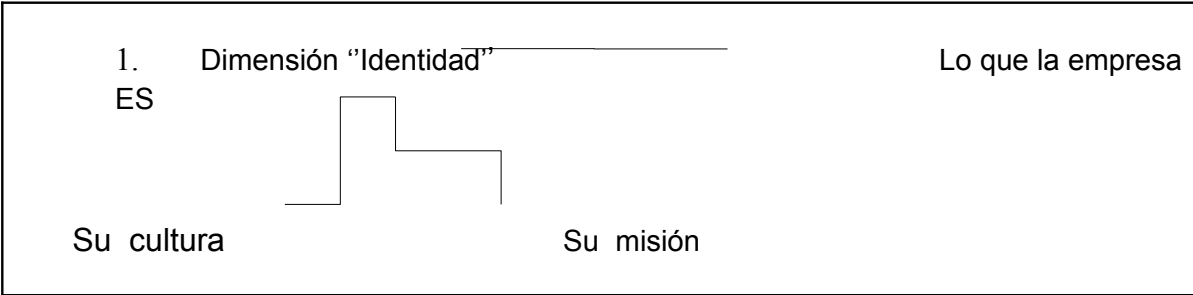 1. Dimensión ‘’Identidad’’ Lo que la empresa
ES
Su cultura Su misión